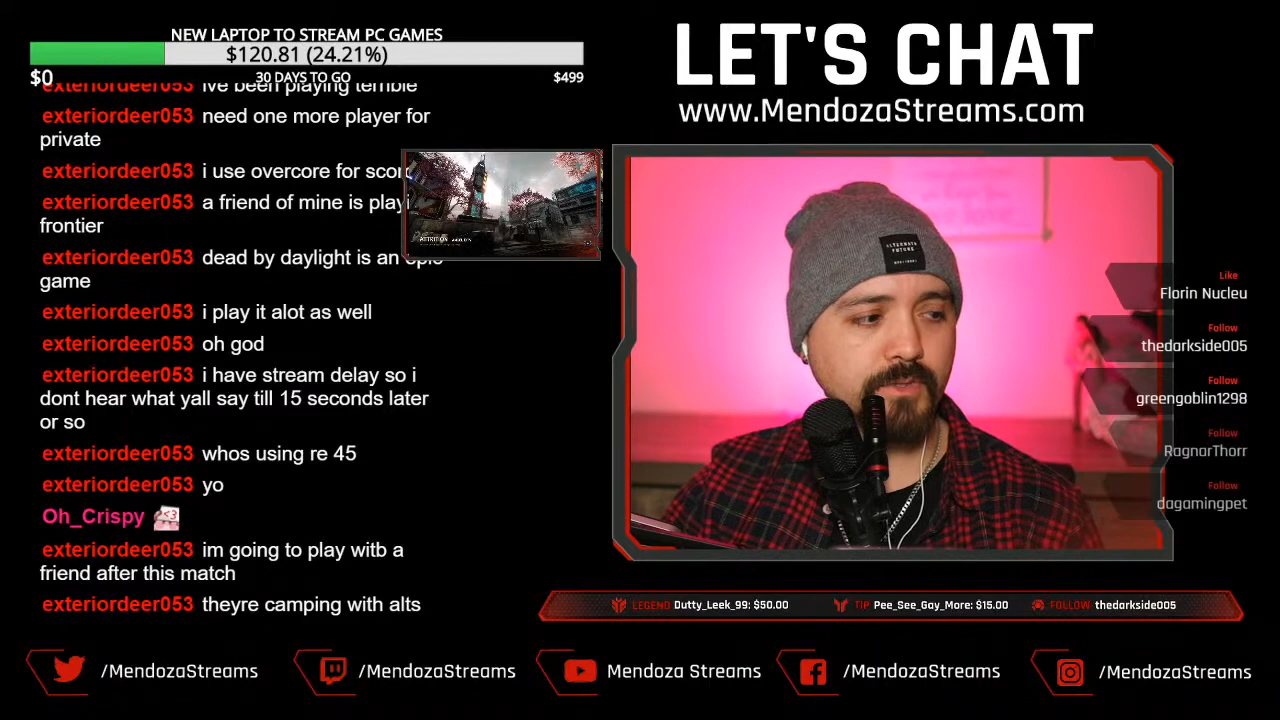 NEW LAPTOP TO STREAM PC GAMES
$120.81 (24.21%)
$0
30 DAYS TO GO
$499
exteriordeer053 ive been playing terrible
exteriordeer053 need one more player for
private
exteriordeer053 i use overcore for scor
exteriordeer053 a friend of mine is playi
frontier
exteriordeer053 dead by daylight is an epic
game
exteriordeer053 i play it alot as well
exteriordeer053 oh god
exteriordeer053 i have stream delay so i
dont hear what yall say till 15 seconds later
or so
exteriordeer053 whos using re 45
exteriordeer053 yo
Oh_Crispy <3
exteriordeer053 im going to play witb a
friend after this match
exteriordeer053 theyre camping with alts
ATTRITION
LET'S CHAT
www.MendozaStreams.com
ALTERNATE
FUTURE
Like
Florin Nucleu
Follow
thedarkside005
Follow
greengoblin1298
Follow
RagnarThorr
Follow
dagamingpet
LEGEND Dutty_Leek_99: $50.00 TIP Pee_See_Gay_More: $15.00 FOLLOW thedarkside005
/MendozaStreams /MendozaStreams Mendoza Streams /MendozaStreams /MendozaStreams